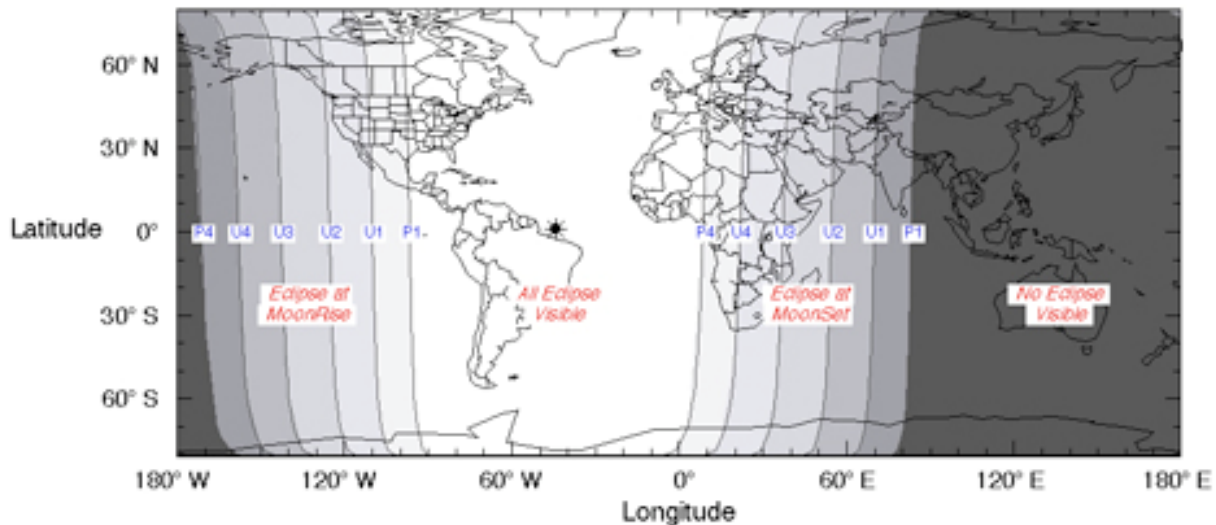 60° N
30° N
Latitude 0° P4 U4 U3 U2 U1 P1 P4 U4 U3 U2 U1 P1
Eclipse at All Eclipse Eclipse at No Eclipse
MoonRise Visible MoonSet Visible
30° S
60° S
180° W 120° W 60° W 0° 60° E 120° E 180° E
Longitude